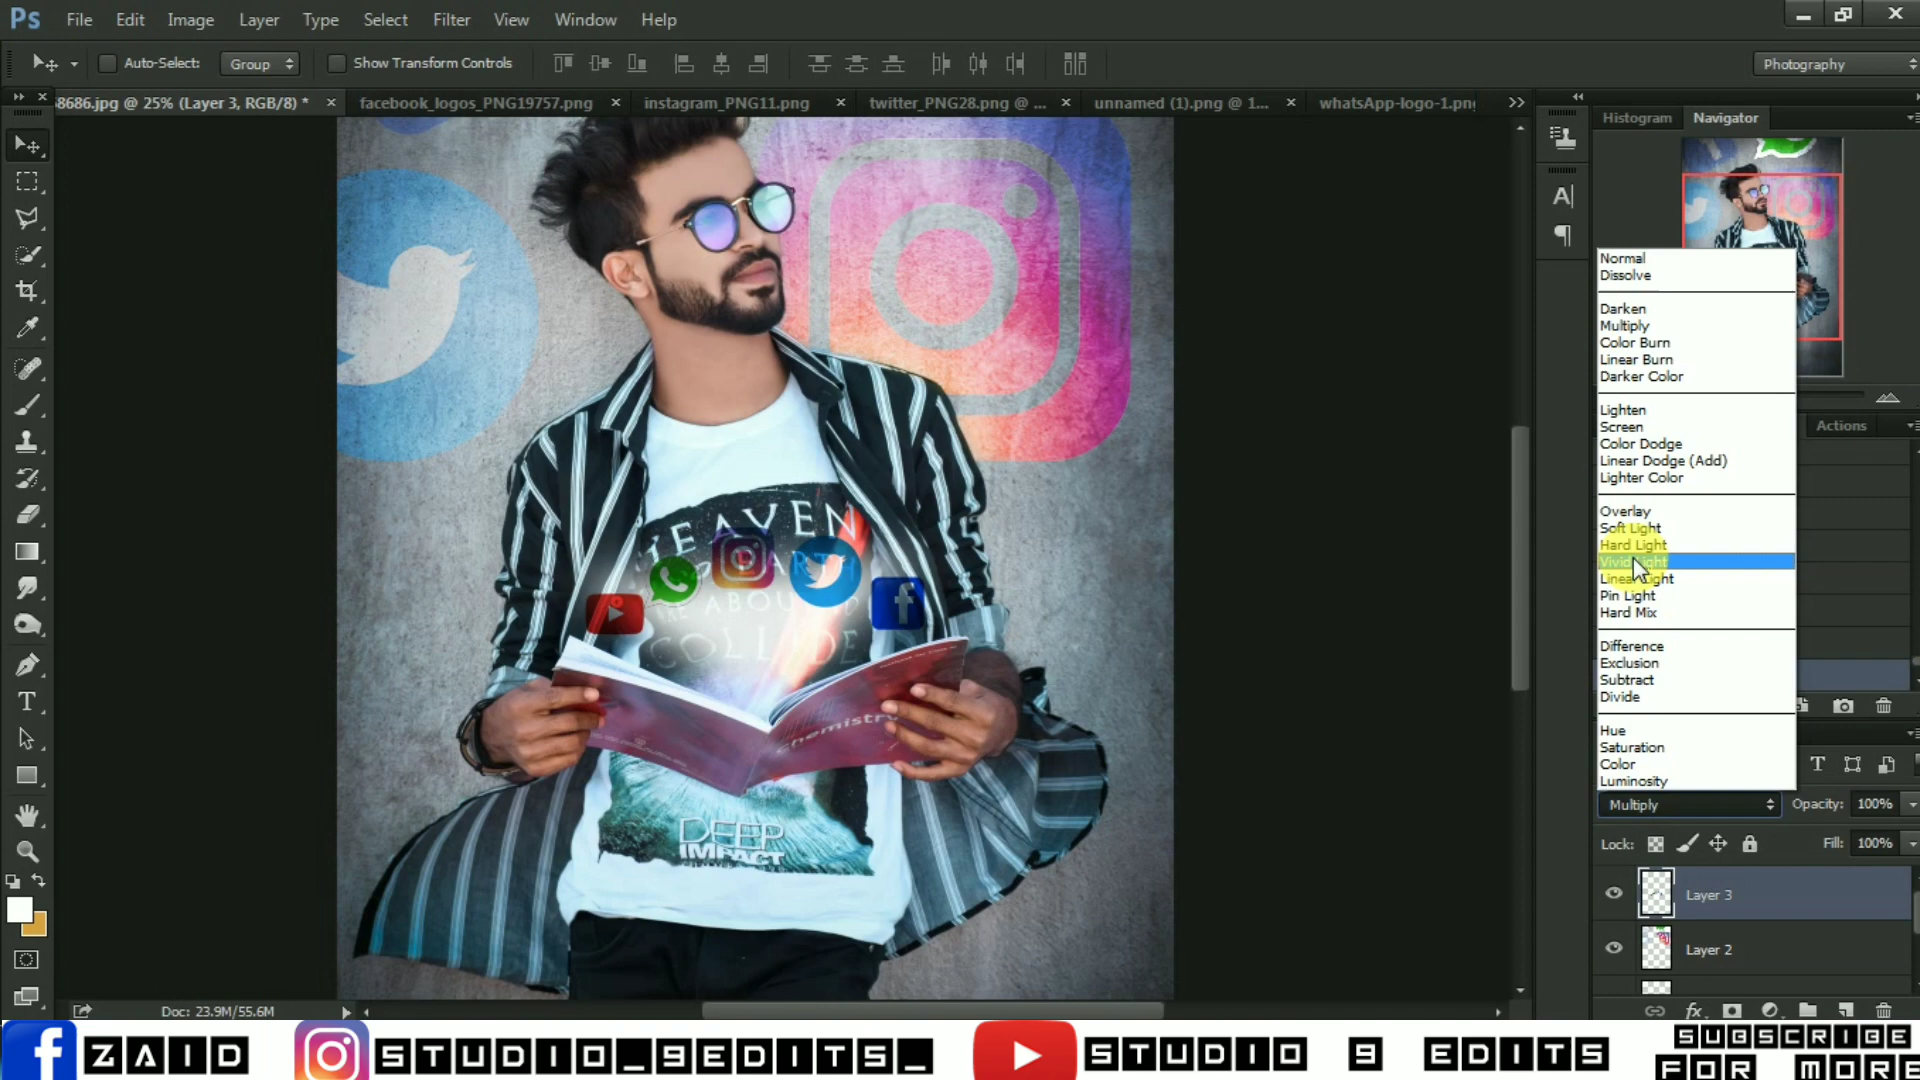 Ps File Edit Image Layer Type Select Filter View Window Help
Auto-Select: Group Show Transform Controls Photography
68686.jpg @ 25% (Layer 3, RGB/8) * × facebook_logos_PNG19757.png × instagram_PNG11.png × twitter_PNG28.png @ ... × unnamed (1).png @ 1... × whatsApp-logo-1.png
Histogram Navigator
Normal
Dissolve
Darken
Multiply
Color Burn
Linear Burn
Darker Color
Lighten
Screen
Color Dodge
Linear Dodge (Add)
Lighter Color
Actions
Overlay
Soft Light
Hard Light
Vivid Light
Linear Light
Pin Light
Hard Mix
Difference
Exclusion
Subtract
Divide
Hue
Saturation
Color
Luminosity
Multiply Opacity: 100%
Lock: Fill: 100%
Layer 3
Layer 2
HEAVEN
EARTH
COLLIDE
chemistry
DEEP
IMPACT
Doc: 23.9M/55.6M
ZAID STUDIO_9EDITS_ STUDIO 9 EDITS SUBSCRIBE
FOR MORE